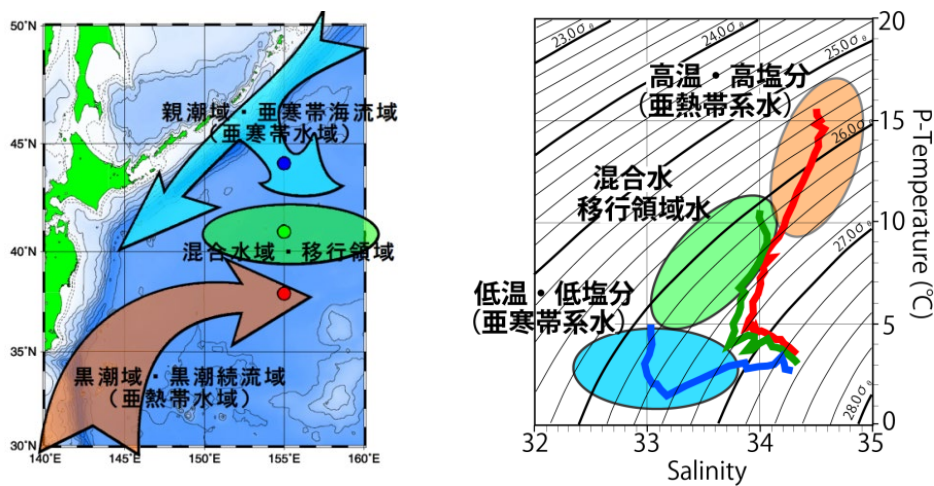 50°N
45°N
40°N
35°N
30°N
140°E
145°E
150°E
155°E
160°E
親潮域・亜寒帯海流域
(亜寒帯水域)
混合水域・移行領域
黒潮域・黒潮続流域
(亜熱帯水域)
23.0σθ
24.0σθ
25.0σθ
26.0σθ
27.0σθ
28.0σθ
高温・高塩分
(亜熱帯系水)
混合水
移行領域水
低温・低塩分
(亜寒帯系水)
20
15
10
5
0
P-Temperature (°C)
32
33
34
35
Salinity